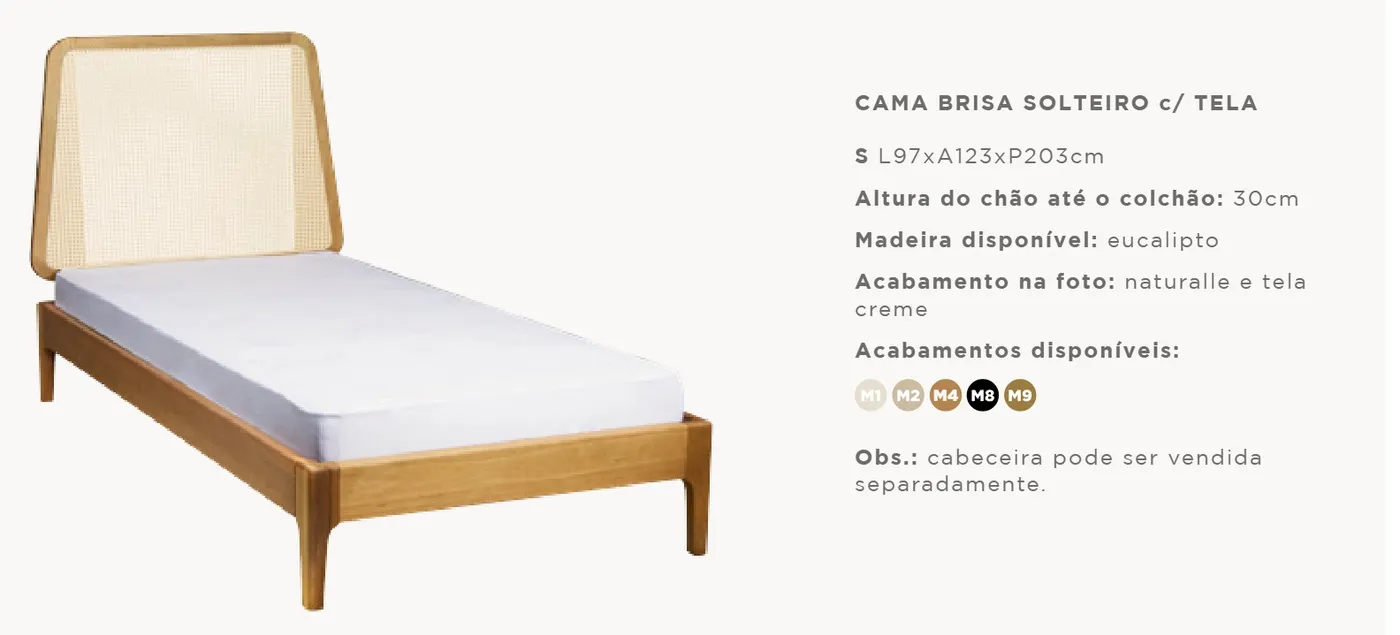 CAMA BRISA SOLTEIRO c/ TELA
S L97xA123xP203cm
Altura do chão até o colchão: 30cm
Madeira disponível: eucalipto
Acabamento na foto: naturalle e tela
creme
Acabamentos disponíveis:
M1 M2 M4 M8 M9
Obs.: cabeceira pode ser vendida
separadamente.